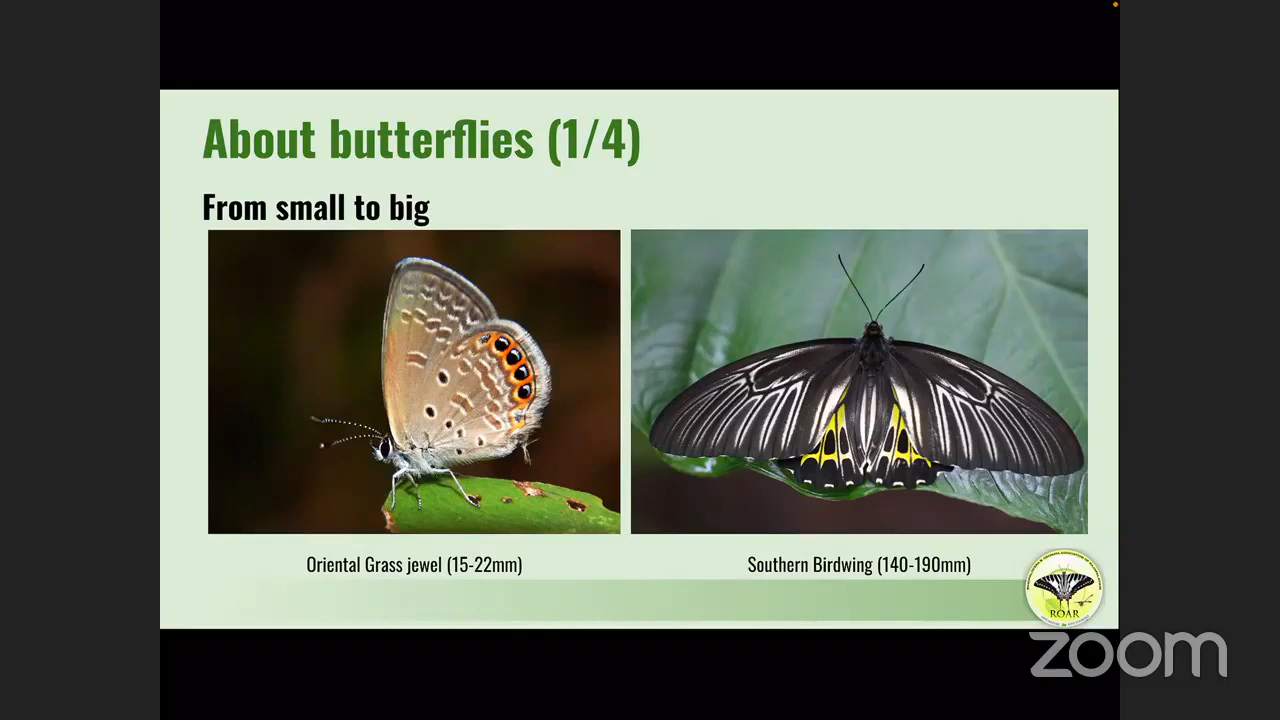 About butterflies (1/4)
From small to big
Oriental Grass jewel (15-22mm)
Southern Birdwing (140-190mm)
ROAR
zoom